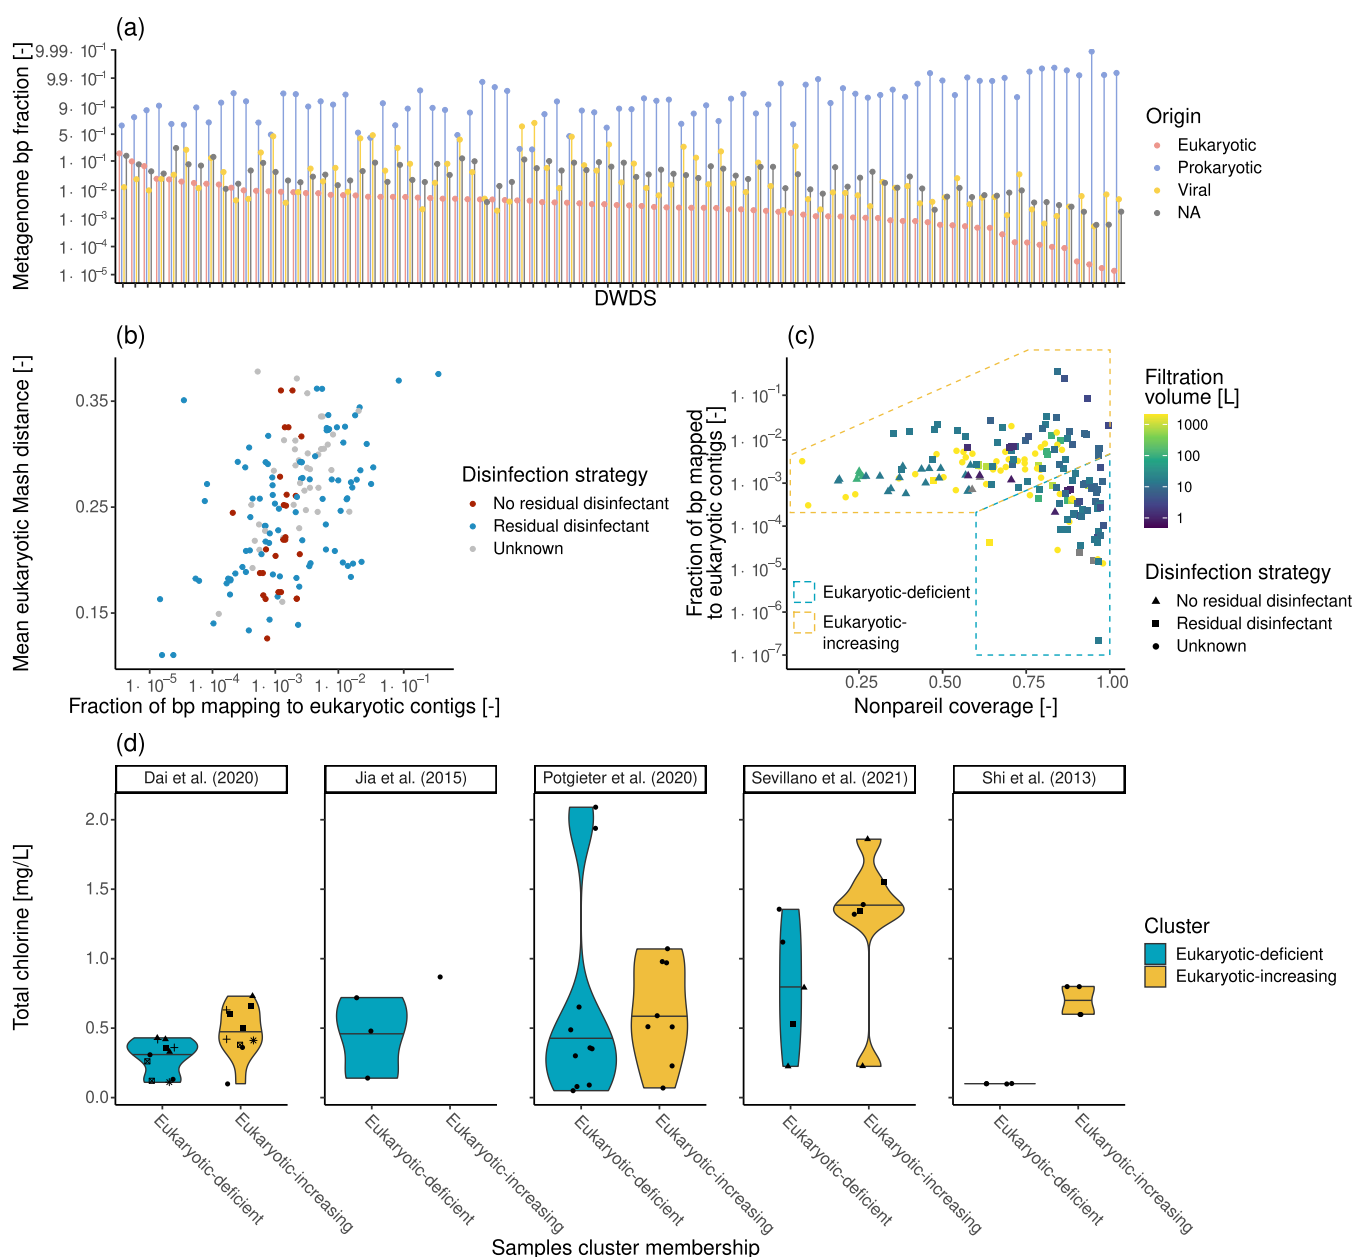 (a)
Metagenome bp fraction [-]
9.99· 10⁻¹
9.9· 10⁻¹
9· 10⁻¹
5· 10⁻¹
1· 10⁻¹
1· 10⁻²
1· 10⁻³
1· 10⁻⁴
1· 10⁻⁵
DWDS
Origin
Eukaryotic
Prokaryotic
Viral
NA
(b)
Mean eukaryotic Mash distance [-]
0.35
0.25
0.15
1· 10⁻⁵ 1· 10⁻⁴ 1· 10⁻³ 1· 10⁻² 1· 10⁻¹
Fraction of bp mapping to eukaryotic contigs [-]
Disinfection strategy
No residual disinfectant
Residual disinfectant
Unknown
(c)
Fraction of bp mapped
to eukaryotic contigs [-]
1· 10⁻¹
1· 10⁻²
1· 10⁻³
1· 10⁻⁴
1· 10⁻⁵
1· 10⁻⁶
1· 10⁻⁷
Eukaryotic-deficient
Eukaryotic-
increasing
0.25 0.50 0.75 1.00
Nonpareil coverage [-]
Filtration
volume [L]
1000
100
10
1
Disinfection strategy
No residual disinfectant
Residual disinfectant
Unknown
(d)
Dai et al. (2020) Jia et al. (2015) Potgieter et al. (2020) Sevillano et al. (2021) Shi et al. (2013)
Total chlorine [mg/L]
2.0
1.5
1.0
0.5
0.0
Eukaryotic-deficient
Eukaryotic-increasing
Eukaryotic-deficient
Eukaryotic-increasing
Eukaryotic-deficient
Eukaryotic-increasing
Eukaryotic-deficient
Eukaryotic-increasing
Eukaryotic-deficient
Eukaryotic-increasing
Samples cluster membership
Cluster
Eukaryotic-deficient
Eukaryotic-increasing